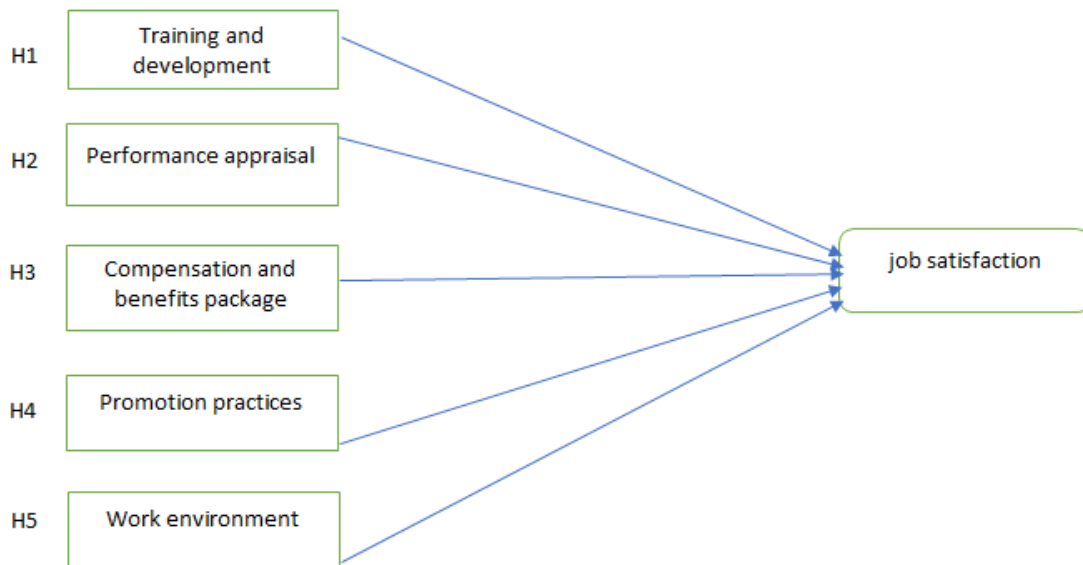 H1
Training and
development
H2
Performance appraisal
H3
Compensation and
benefits package
job satisfaction
H4
Promotion practices
H5
Work environment